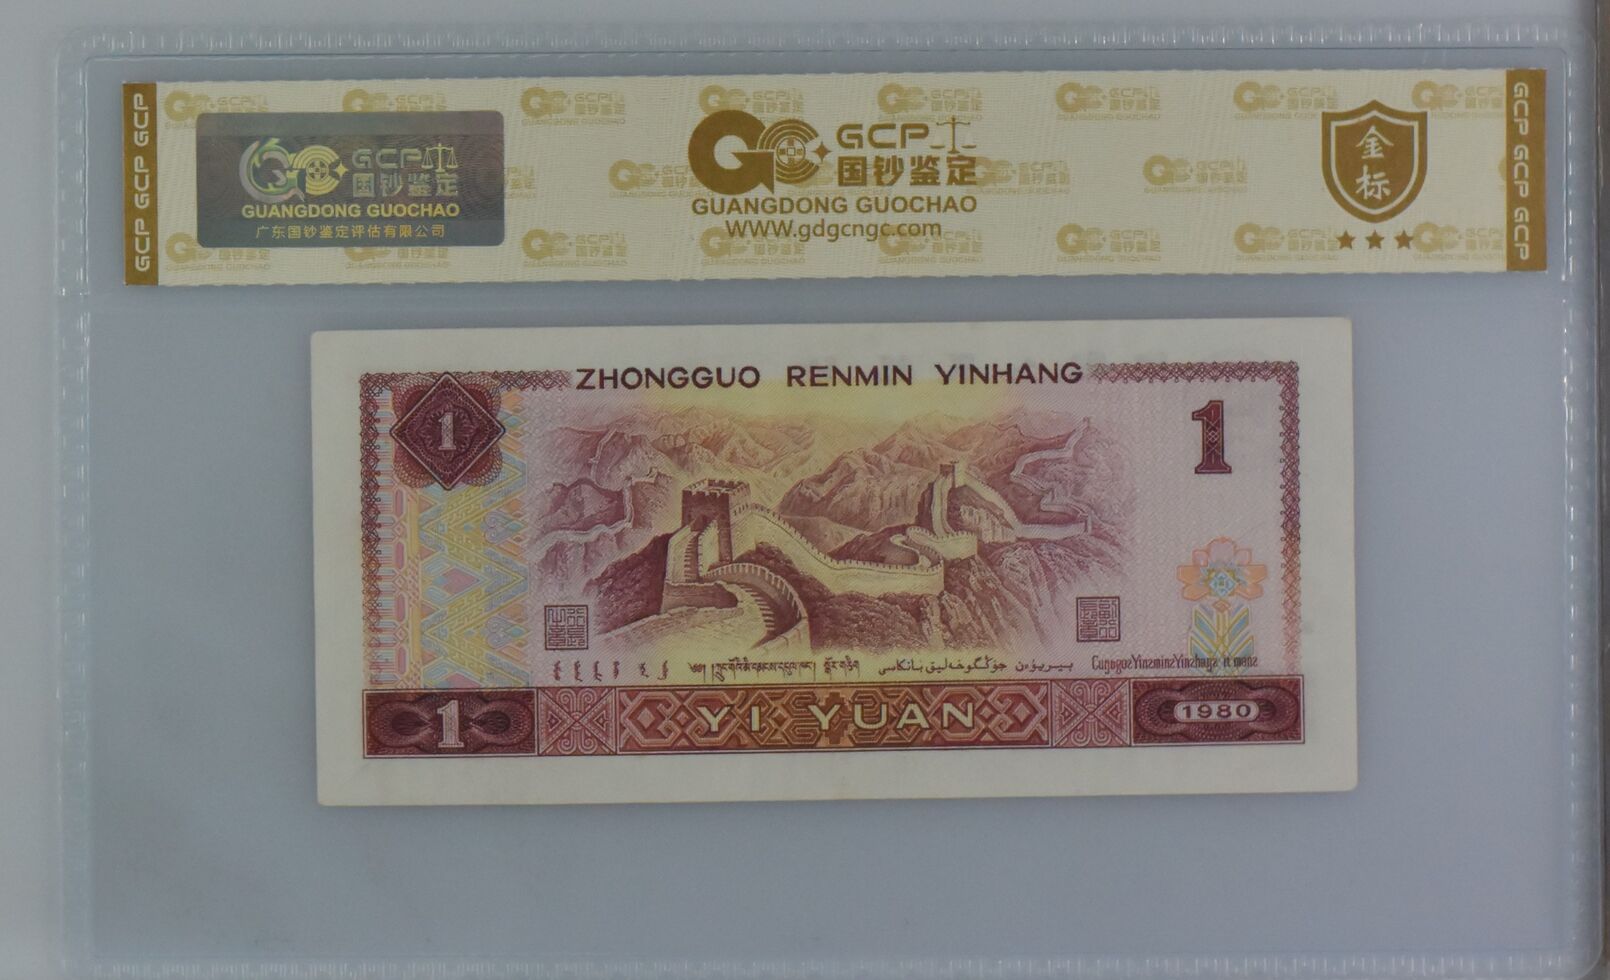 GCP GCP GCP
GCP
国钞鉴定
GUANGDONG GUOCHAO
广东国钞鉴定评估有限公司
GCP
国钞鉴定
GUANGDONG GUOCHAO
www.gdgcngc.com
金
标
GCP GCP GCP
ZHONGGUO RENMIN YINHANG
1
1
YI YUAN
1
1980